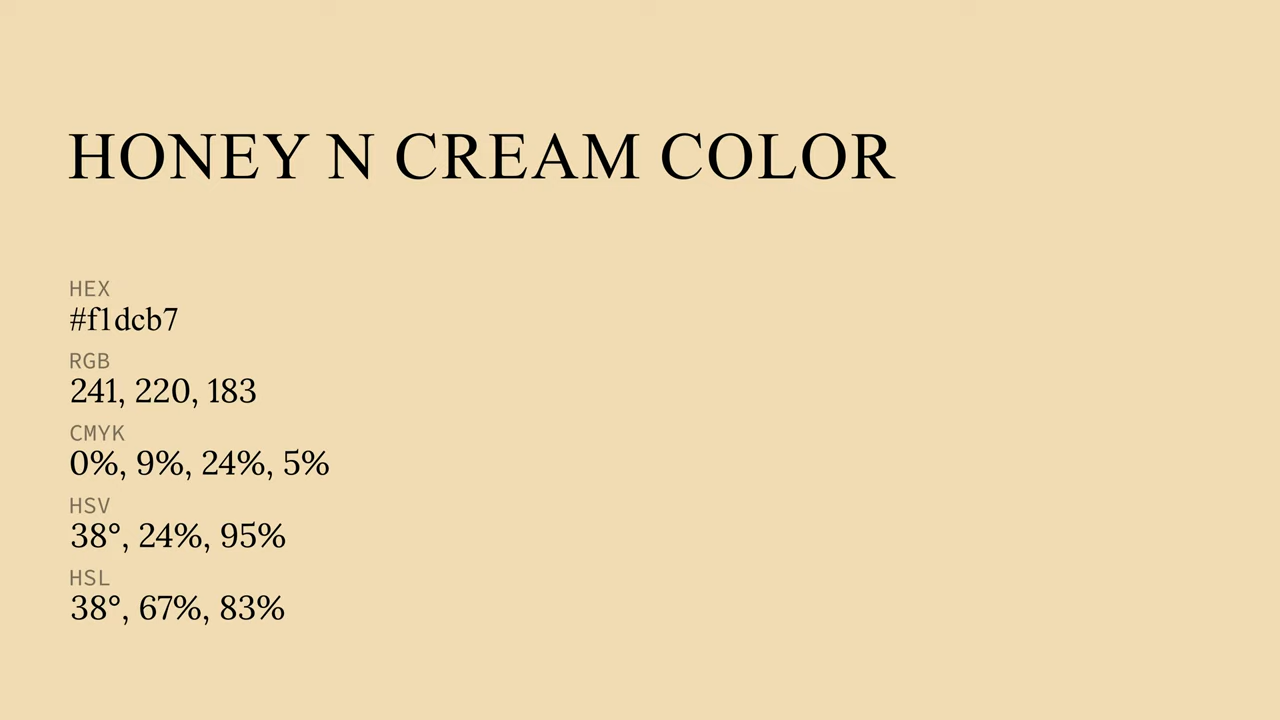 HONEY N CREAM COLOR
HEX
#f1dcb7
RGB
241, 220, 183
CMYK
0%, 9%, 24%, 5%
HSV
38°, 24%, 95%
HSL
38°, 67%, 83%